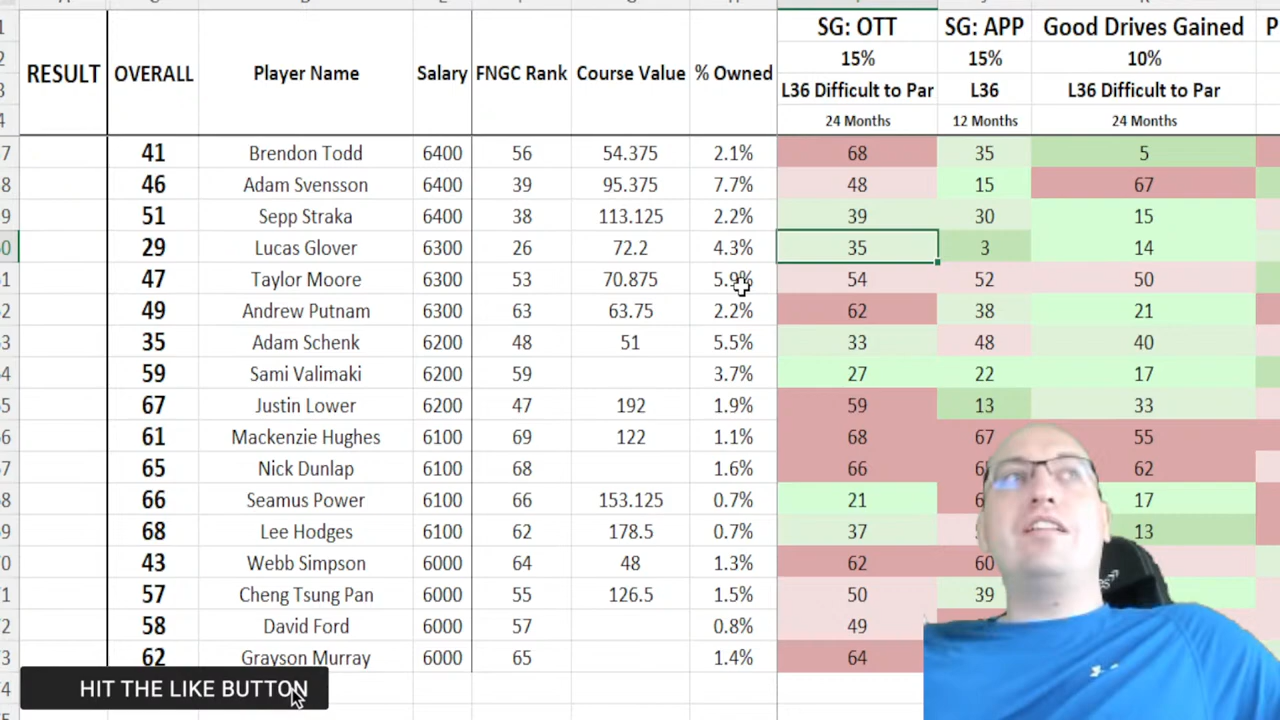 RESULT OVERALL Player Name Salary FNGC Rank Course Value % Owned SG: OTT SG: APP Good Drives Gained P
15% 15% 10%
L36 Difficult to Par L36 L36 Difficult to Par
24 Months 12 Months 24 Months
41 Brendon Todd 6400 56 54.375 2.1% 68 35 5
46 Adam Svensson 6400 39 95.375 7.7% 48 15 67
51 Sepp Straka 6400 38 113.125 2.2% 39 30 15
29 Lucas Glover 6300 26 72.2 4.3% 35 3 14
47 Taylor Moore 6300 53 70.875 5.9% 54 52 50
49 Andrew Putnam 6300 63 63.75 2.2% 62 38 21
35 Adam Schenk 6200 48 51 5.5% 33 48 40
59 Sami Valimaki 6200 59 3.7% 27 22 17
67 Justin Lower 6200 47 192 1.9% 59 13 33
61 Mackenzie Hughes 6100 69 122 1.1% 68 67 55
65 Nick Dunlap 6100 68 1.6% 66 62
66 Seamus Power 6100 66 153.125 0.7% 21 17
68 Lee Hodges 6100 62 178.5 0.7% 37 13
43 Webb Simpson 6000 64 48 1.3% 62 60
57 Cheng Tsung Pan 6000 55 126.5 1.5% 50 39
58 David Ford 6000 57 0.8% 49
62 Grayson Murray 6000 65 1.4% 64
HIT THE LIKE BUTTON